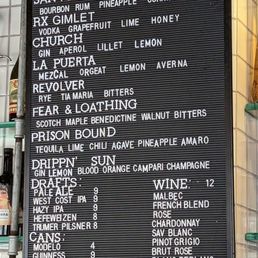 BOURBON RUM PINEAPPLE
RX GIMLET
VODKA GRAPEFRUIT LIME HONEY
CHURCH
GIN APEROL LILLET LEMON
LA PUERTA
MEZCAL ORGEAT LEMON AVERNA
REVOLVER
RYE TIA MARIA BITTERS
FEAR & LOATHING
SCOTCH MAPLE BENEDICTINE WALNUT BITTERS
PRISON BOUND
TEQUILA LIME CHILI AGAVE PINEAPPLE AMARO
DRIPPN' SUN
GIN LEMON BLOOD ORANGE CAMPARI CHAMPAGNE
DRAFTS: WINE: 12
PALE ALE 9 MALBEC
WEST COST IPA 9 FRENCH BLEND
HAZY IPA 9 ROSE
HEFEWEIZEN 8 CHARDONNAY
TRUMER PILSNER 8 SAV BLANC
CANS: PINOT GRIGIO
MODELO 4 BRUT ROSE
GUINNESS 9